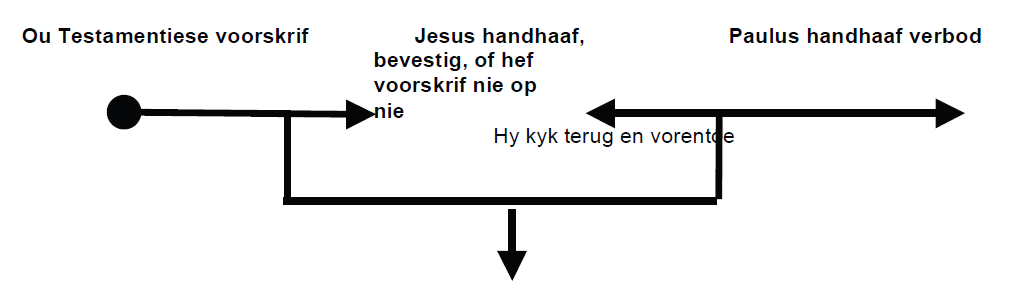 Ou Testamentiese voorskrif
Jesus handhaaf,
bevestig, of hef
voorskrif nie op
nie
Paulus handhaaf verbod
Hy kyk terug en vorentoe